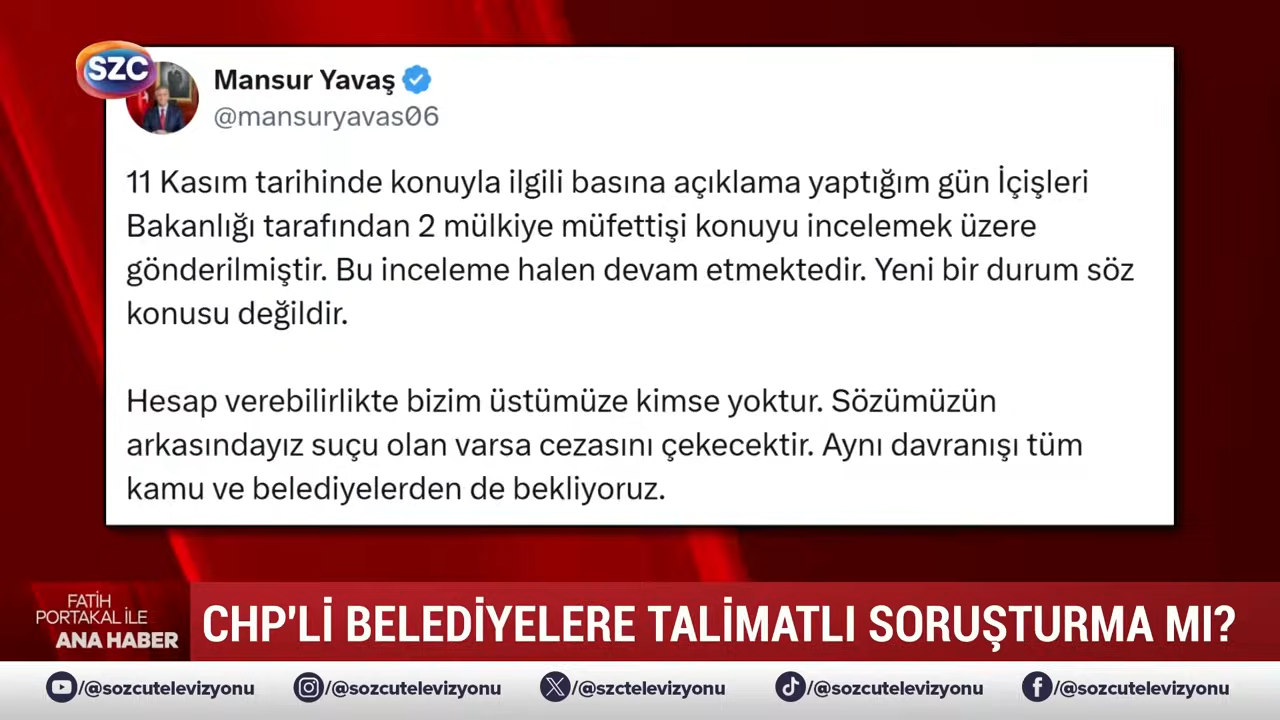 SZC
Mansur Yavaş
@mansuryavas06
11 Kasım tarihinde konuyla ilgili basına açıklama yaptığım gün İçişleri
Bakanlığı tarafından 2 mülkiye müfettişi konuyu incelemek üzere
gönderilmiştir. Bu inceleme halen devam etmektedir. Yeni bir durum söz
konusu değildir.
Hesap verebilirlikte bizim üstümüze kimse yoktur. Sözümüzün
arkasındayız suçu olan varsa cezasını çekecektir. Aynı davranışı tüm
kamu ve belediyelerden de bekliyoruz.
FATİH
PORTAKAL İLE
ANA HABER
CHP'Lİ BELEDİYELERE TALİMATLI SORUŞTURMA MI?
/@sozcutelevizyonu /@sozcutelevizyonu /@szctelevizyonu /@sozcutelevizyonu /@sozcutelevizyonu